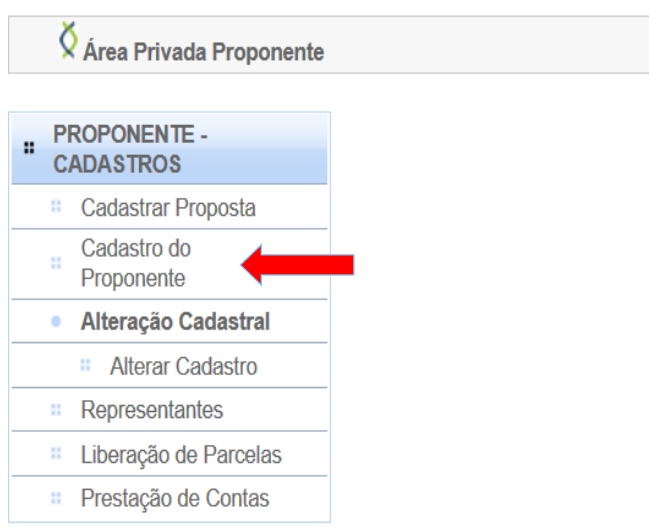 Área Privada Proponente
PROPONENTE -
CADASTROS
Cadastrar Proposta
Cadastro do
Proponente
Alteração Cadastral
Alterar Cadastro
Representantes
Liberação de Parcelas
Prestação de Contas